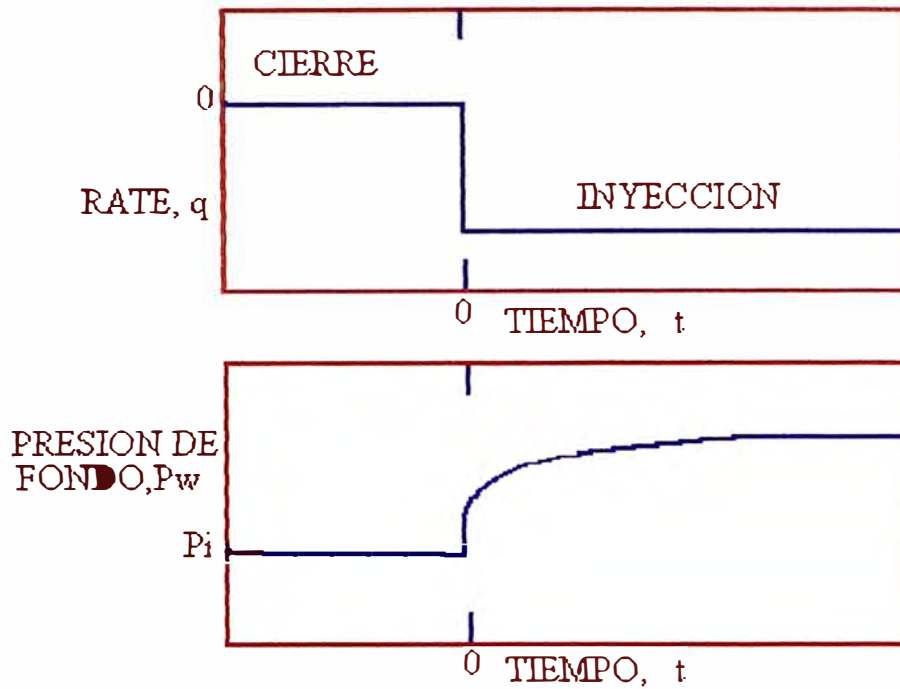 CIERRE
0
RATE, q
INYECCION
0
TIEMPO, t
PRESION DE
FONDO,Pw
Pi
0
TIEMPO, t